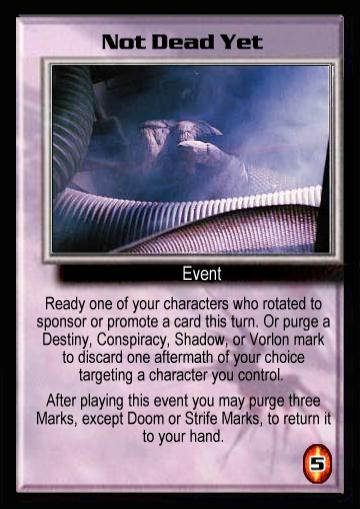 Not Dead Yet
Event
Ready one of your characters who rotated to
sponsor or promote a card this turn. Or purge a
Destiny, Conspiracy, Shadow, or Vorlon mark
to discard one aftermath of your choice
targeting a character you control.
After playing this event you may purge three
Marks, except Doom or Strife Marks, to return it
to your hand.
5